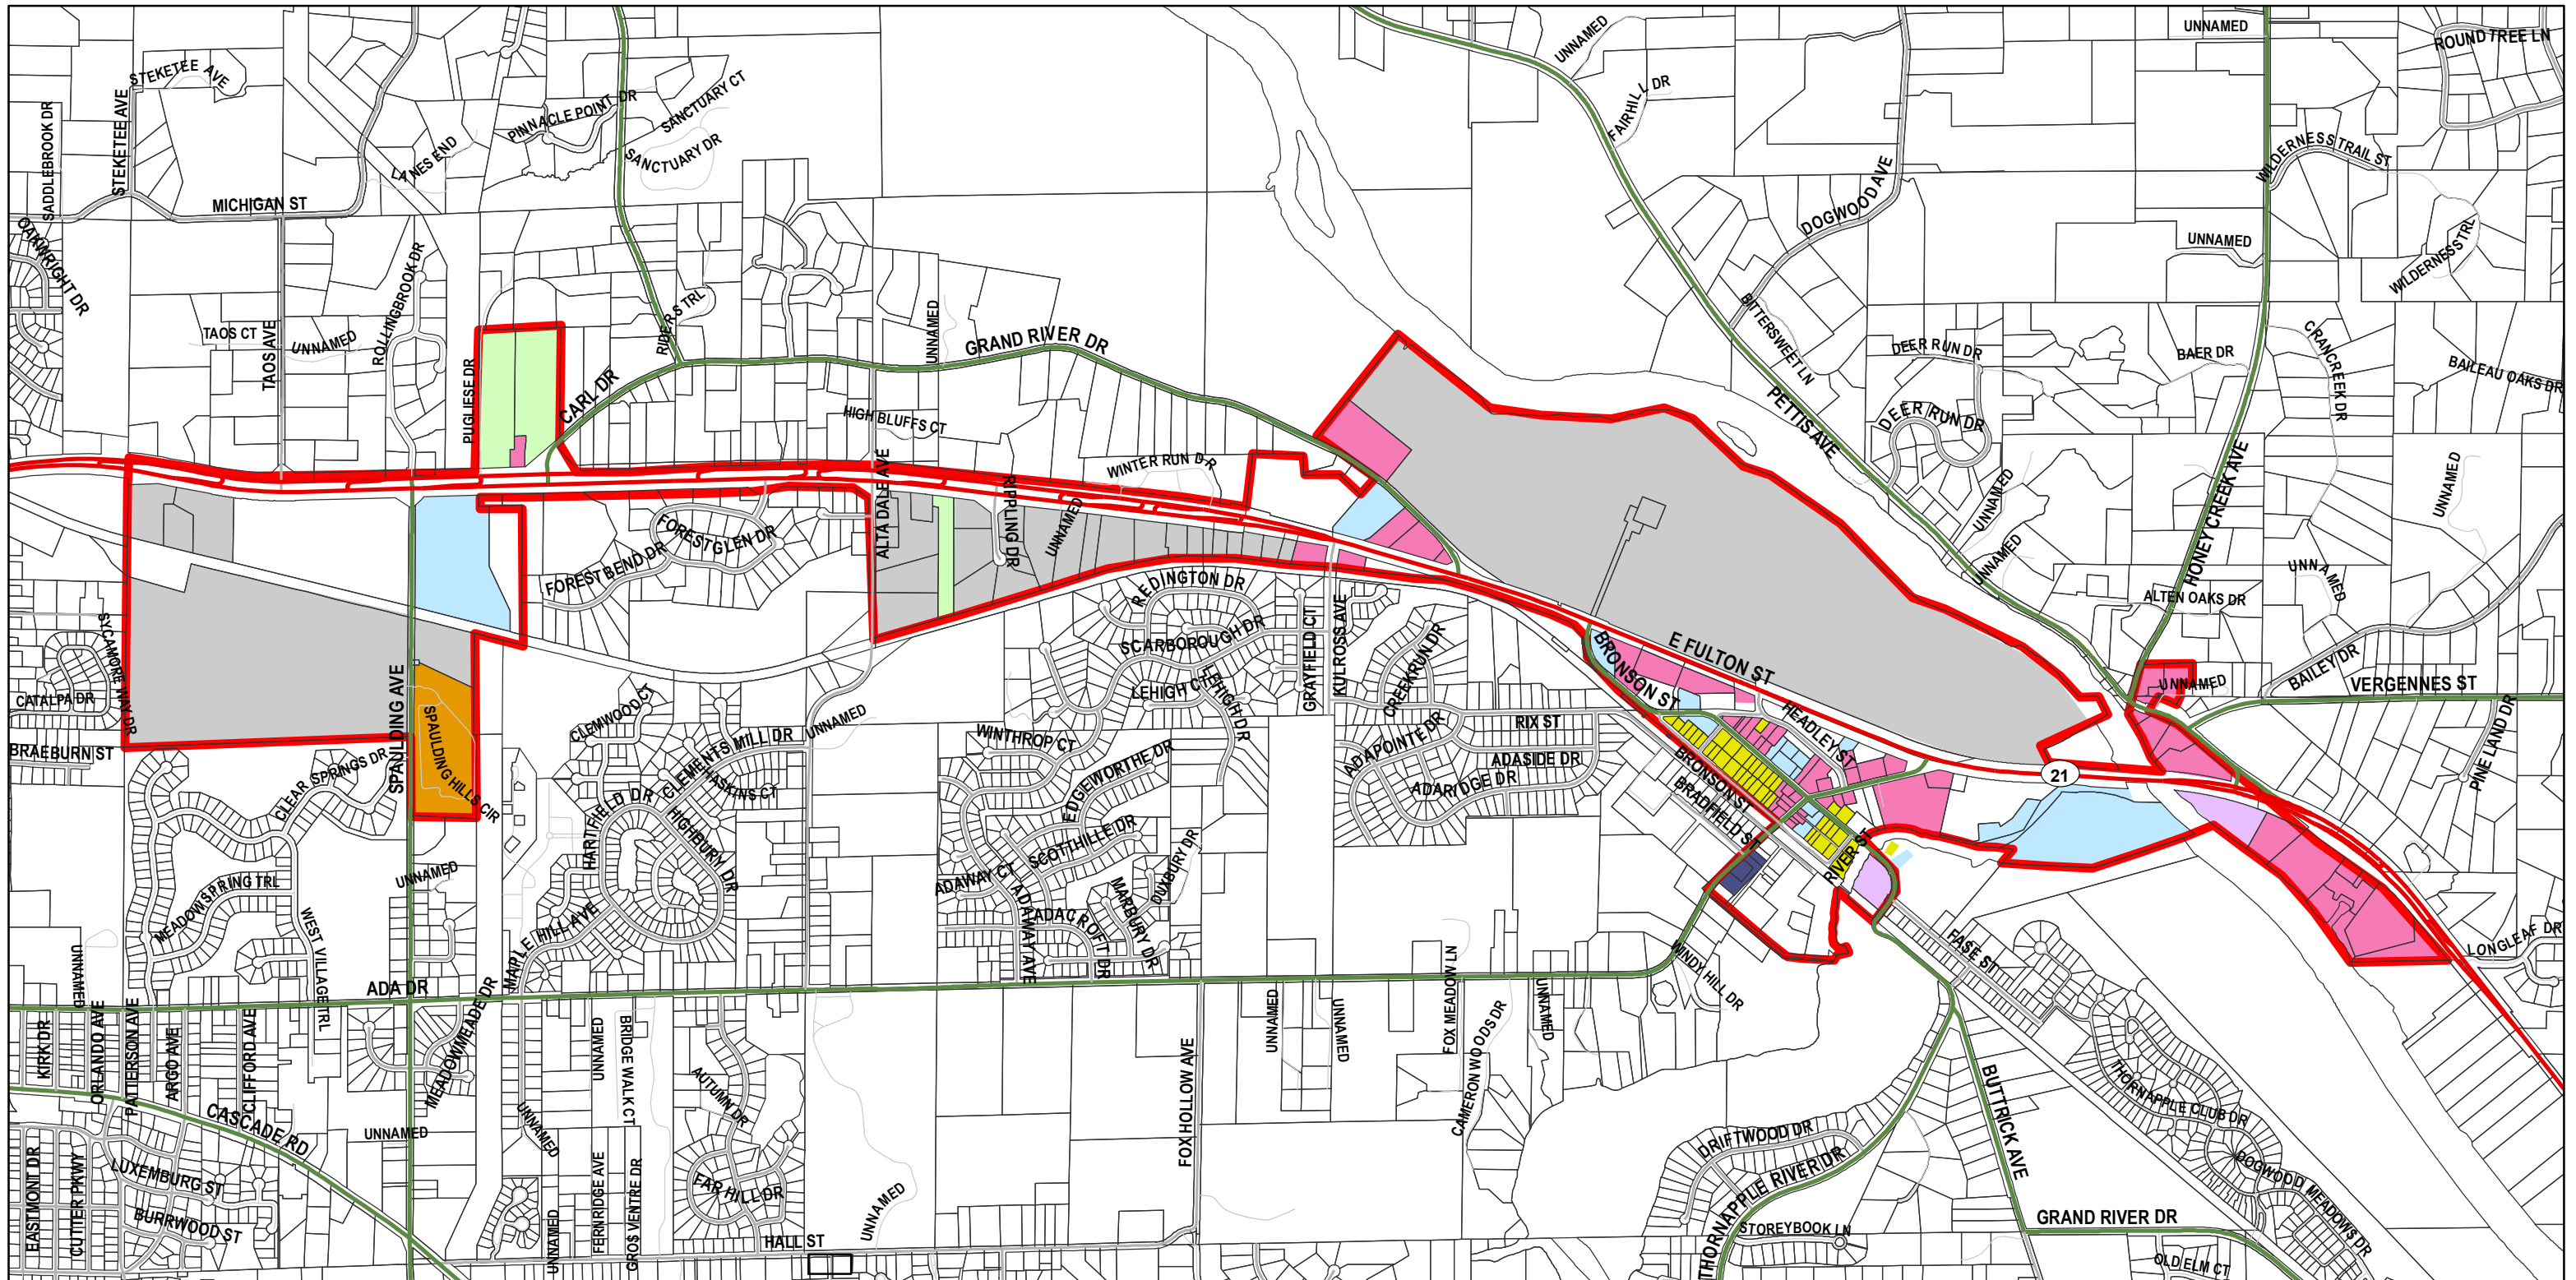 UNNAMED
UNNAMED
ROUND TREE LN
STEKETEE AVE
STEKETEE AVE
SADDLEBROOK DR
PINNACLE POINT DR
SANCTUARY CT
SANCTUARY DR
LANES END
FAIRHILL DR
WILDERNESS TRAIL ST
MICHIGAN ST
OAKWRIGHT DR
DOGWOOD AVE
UNNAMED
WILDERNESS TRL
ROLLINGBROOK DR
TAOS CT
TAOS AVE
UNNAMED
RIDERS TRL
UNNAMED
GRAND RIVER DR
BITTERSWEET LN
DEER RUN DR
BAER DR
CRANCREEK DR
BAILEAU OAKS DR
PUGLIESE DR
CARL DR
HIGH BLUFFS CT
PETTIS AVE
DEER RUN DR
HONEY CREEK AVE
ALTA DALE AVE
WINTER RUN DR
RIPPLING DR
UNNAMED
UNNAMED
UNNAMED
UNNAMED
UNNAMED
FOREST GLEN DR
FOREST BEND DR
REDINGTON DR
ALTEN OAKS DR
SYCAMORE WAY DR
SCARBOROUGH DR
GRAYFIELD CT
KULROSS AVE
CREEKRUN DR
BRONSON ST
E FULTON ST
BAILEY DR
CATALPA DR
SPAULDING AVE
LEHIGH CT
LEHIGH DR
UNNAMED
VERGENNES ST
SPAULDING HILLS CIR
CLEMWOOD CT
UNNAMED
RIX ST
HEADLEY ST
PINE LAND DR
BRAEBURN ST
CLEMENTS MILL DR
WINTHROP CT
ADAPOINTE DR
ADASIDE DR
CLEAR SPRINGS DR
HASKINS CT
EDGEWORTHE DR
ADARIDGE DR
BRONSON ST
21
HARTFIELD DR
HIGHBURY DR
SCOTTHILLE DR
BRADFIELD ST
RIVER ST
UNNAMED
DUXBURY DR
MEADOW SPRING TRL
ADAWAY CT
MARBURY DR
WEST VILLAGE TRL
MAPLE HILL AVE
ADAWAY AVE
ADACROFT DR
UNNAMED
FOX MEADOW LN
WINDY HILL DR
FASE ST
LONGLEAF DR
ADA DR
KIRK DR
ORLANDO AVE
PATTERSON AVE
ARGO AVE
CLIFFORD AVE
MEADOWMEADE DR
UNNAMED
BRIDGE WALK CT
UNNAMED
UNNAMED
CAMERON WOODS DR
UNNAMED
FOX HOLLOW AVE
AUTUMN DR
BUTTRICK AVE
THORNAPPLE CLUB DR
CASCADE RD
UNNAMED
UNNAMED
EASTMONT DR
CUTTER PKWY
LUXEMBURG ST
BURRWOOD ST
FERNRIDGE AVE
GROS VENTRE DR
UNNAMED
FAR HILL DR
UNNAMED
DRIFTWOOD DR
THORNAPPLE RIVER DR
DOGWOOD MEADOWS DR
STOREYBOOK LN
GRAND RIVER DR
HALL ST
OLD ELM CT